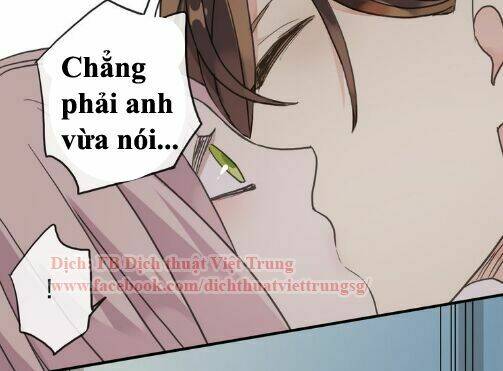 Chẳng
phải anh
vừa nói...
!
Dịch: FB Dịch thuật Việt Trung
www.facebook.com/dichthuatviettrungsg/